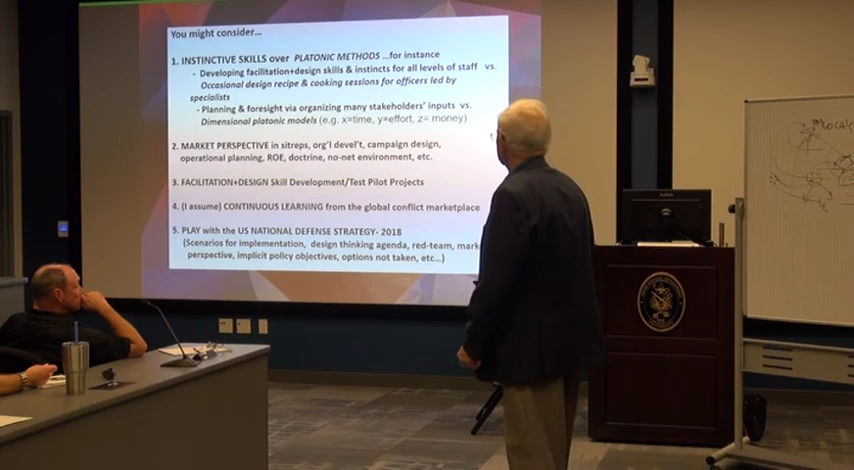 You might consider...
1. INSTINCTIVE SKILLS over PLATONIC METHODS ...for instance
- Developing facilitation+design skills & instincts for all levels of staff vs.
Occasional design recipe & cooking sessions for officers led by
specialists
- Planning & foresight via organizing many stakeholders' inputs vs.
Dimensional platonic models (e.g. x=time, y=effort, z= money)
2. MARKET PERSPECTIVE in sitreps, org'l devel't, campaign design,
operational planning, ROE, doctrine, no-net environment, etc.
3. FACILITATION+DESIGN Skill Development/Test Pilot Projects
4. (I assume) CONTINUOUS LEARNING from the global conflict marketplace
5. PLAY with the US NATIONAL DEFENSE STRATEGY- 2018
(Scenarios for implementation, design thinking agenda, red-team, mark
perspective, implicit policy objectives, options not taken, etc...)